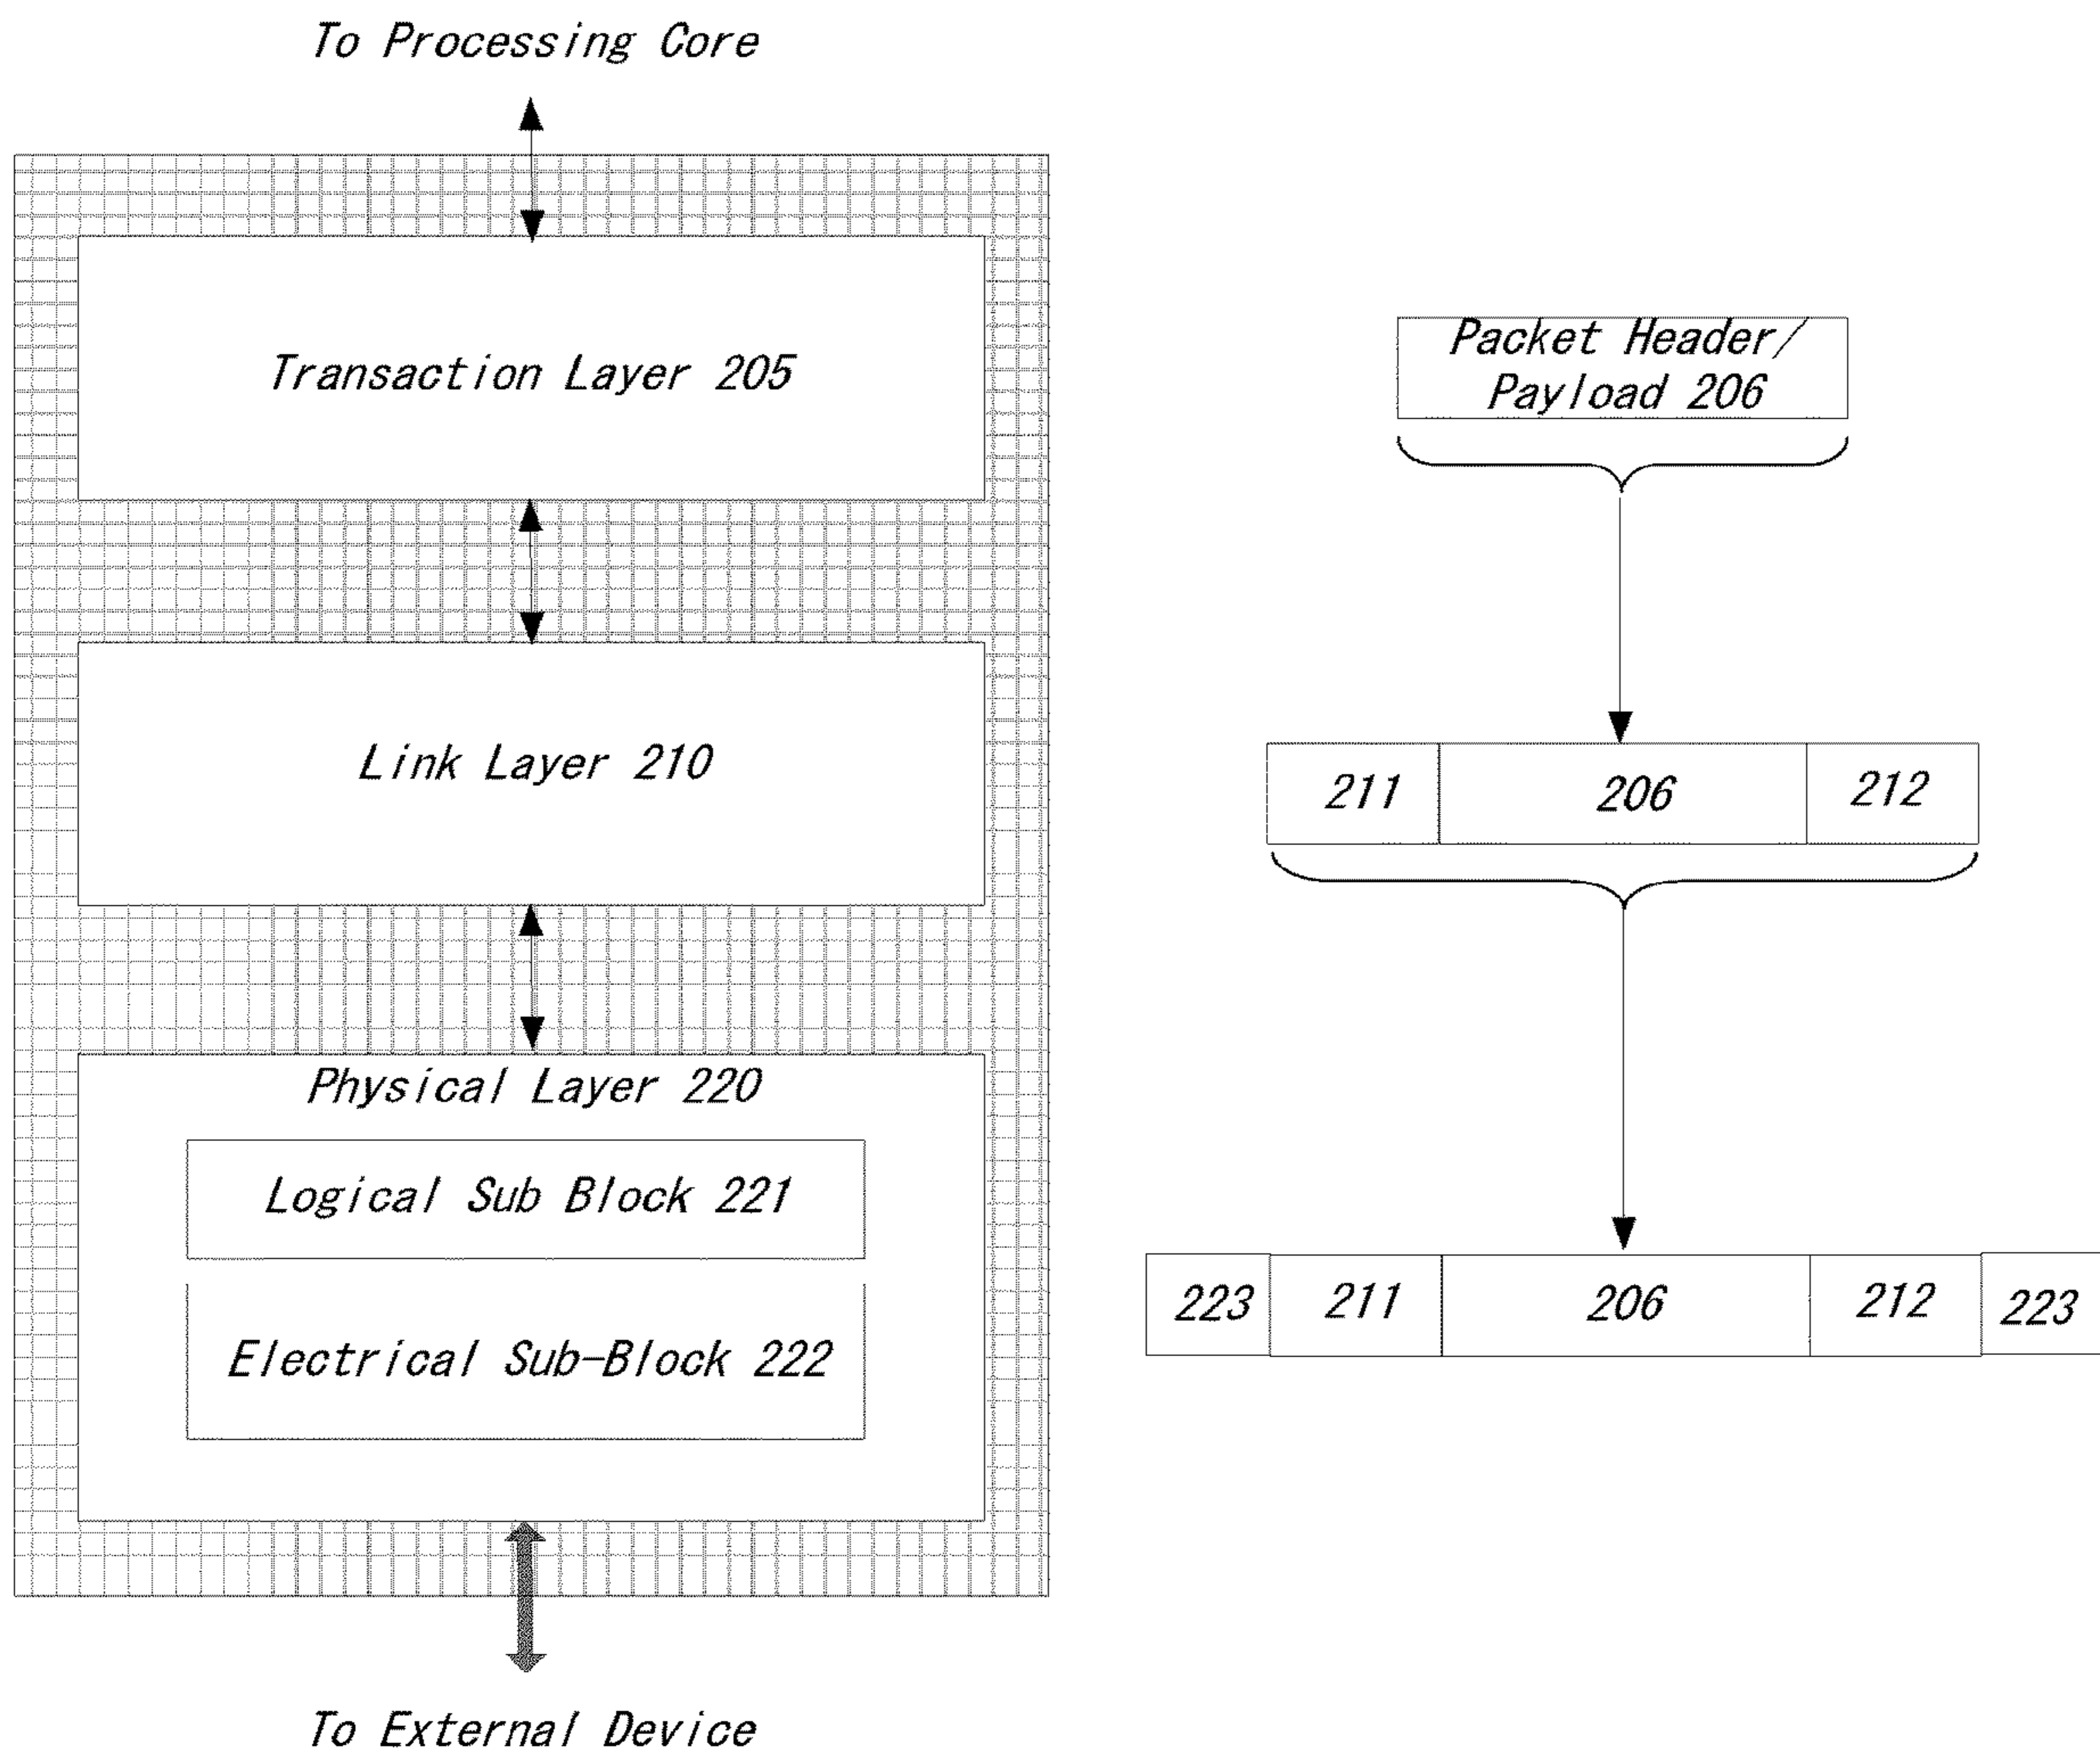 To Processing Core
Transaction Layer 205
Packet Header/
Payload 206
Link Layer 210
211 206 212
Physical Layer 220
Logical Sub Block 221
Electrical Sub-Block 222
223 211 206 212 223
To External Device